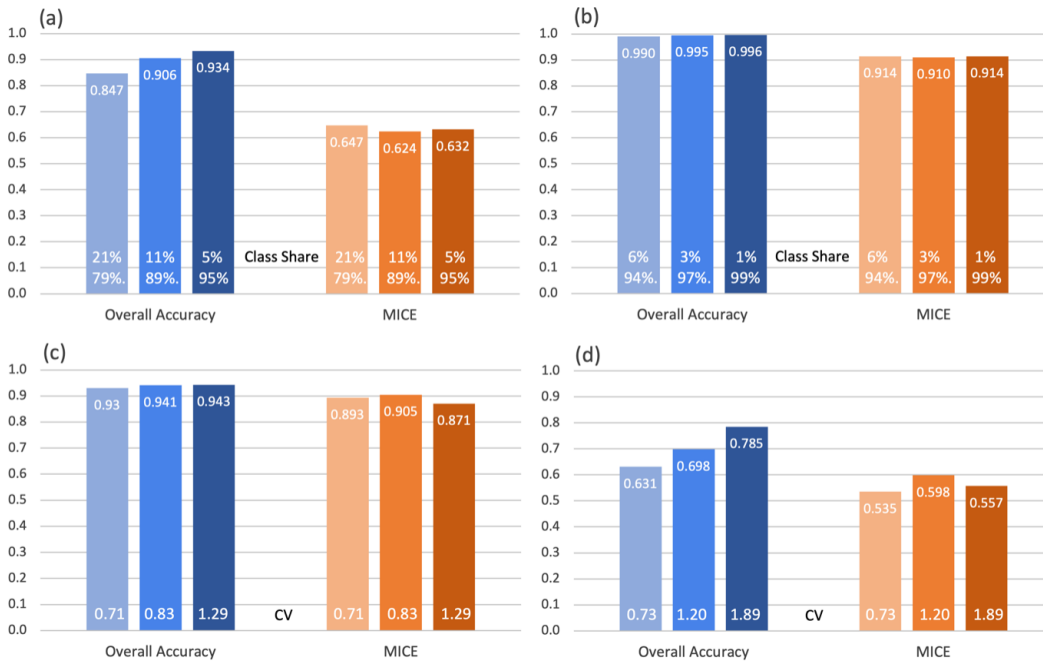 (a)
1.0
0.9
0.8
0.7
0.6
0.5
0.4
0.3
0.2
0.1
0.0
0.847 0.906 0.934 0.647 0.624 0.632
21% 11% 5% Class Share 21% 11% 5%
79%. 89%. 95% 79%. 89%. 95%
Overall Accuracy MICE
(b)
1.0
0.9
0.8
0.7
0.6
0.5
0.4
0.3
0.2
0.1
0.0
0.990 0.995 0.996 0.914 0.910 0.914
6% 3% 1% Class Share 6% 3% 1%
94%. 97%. 99% 94%. 97%. 99%
Overall Accuracy MICE
(c)
1.0
0.9
0.8
0.7
0.6
0.5
0.4
0.3
0.2
0.1
0.0
0.93 0.941 0.943 0.893 0.905 0.871
0.71 0.83 1.29 CV 0.71 0.83 1.29
Overall Accuracy MICE
(d)
1.0
0.9
0.8
0.7
0.6
0.5
0.4
0.3
0.2
0.1
0.0
0.631 0.698 0.785 0.535 0.598 0.557
0.73 1.20 1.89 CV 0.73 1.20 1.89
Overall Accuracy MICE